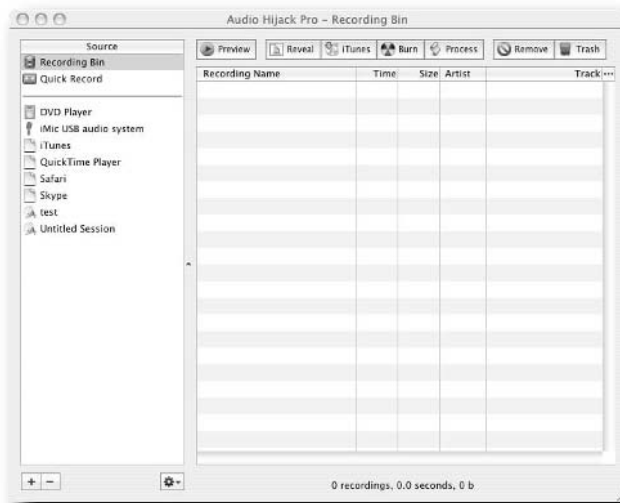 Audio Hijack Pro – Recording Bin
Source
Recording Bin
Quick Record
DVD Player
iMic USB audio system
iTunes
QuickTime Player
Safari
Skype
test
Untitled Session
Preview Reveal iTunes Burn Process Remove Trash
Recording Name Time Size Artist Track
0 recordings, 0.0 seconds, 0 b